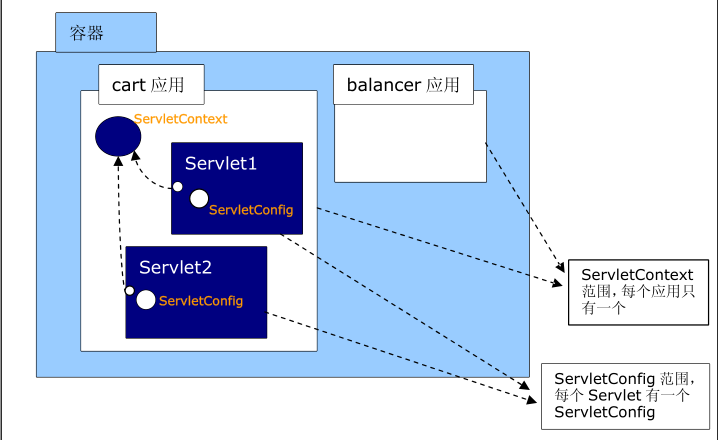 容器
cart 应用
balancer 应用
ServletContext
Servlet1
ServletConfig
Servlet2
ServletConfig
ServletContext
范围，每个应用只
有一个
ServletConfig 范围，
每个 Servlet 有一个
ServletConfig